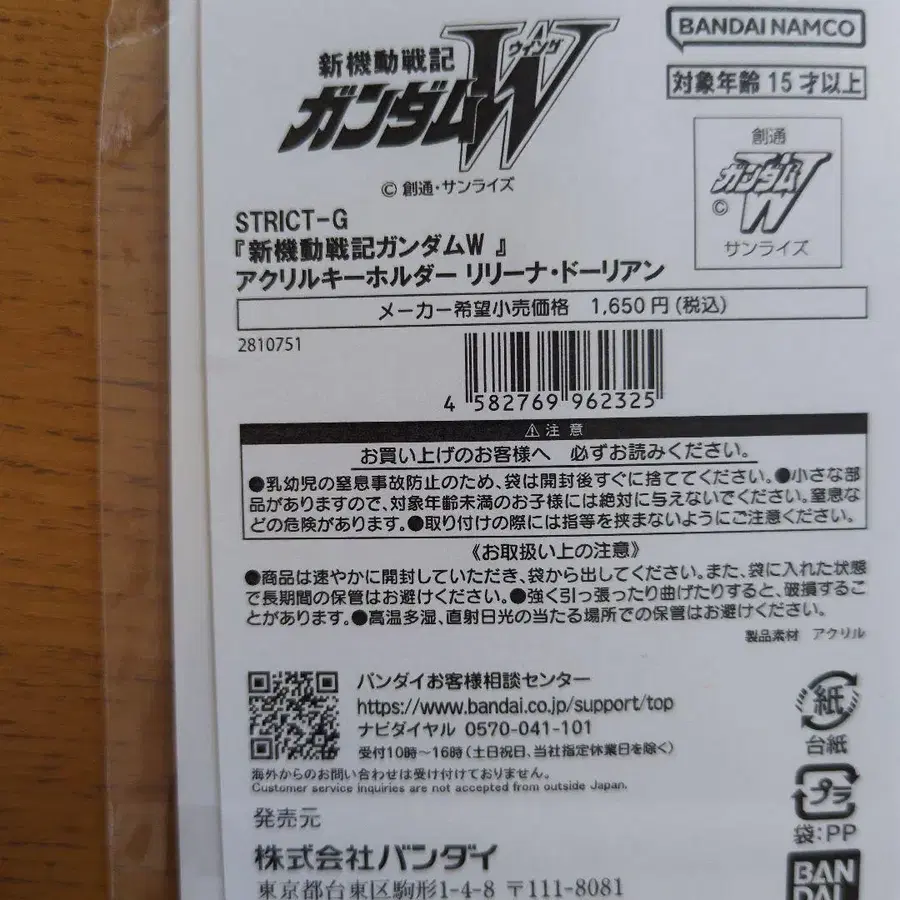 BANDAI NAMCO
対象年齢 15才以上
新機動戦記
ガンダムW
ウイング
© 創通・サンライズ
創通
ガンダムW
©
サンライズ
STRICT-G
『新機動戦記ガンダムW 』
アクリルキーホルダー リリーナ・ドーリアン
メーカー希望小売価格 1,650円(税込)
2810751
4 582769 962325
⚠注 意
お買い上げのお客様へ 必ずお読みください。
●乳幼児の窒息事故防止のため、袋は開封後すぐに捨ててください。●小さな部
品がありますので、対象年齢未満のお子様には絶対に与えないでください。窒息な
どの危険があります。●取り付けの際には指等を挟まないようにご注意ください。
《お取扱い上の注意》
●商品は速やかに開封していただき、袋から出してください。また、袋に入れた状態
で長期間の保管はお避けください。●強く引っ張ったり曲げたりすると、破損するこ
とがあります。●高温多湿、直射日光の当たる場所での保管はお避けください。
製品素材 アクリル
バンダイお客様相談センター
https://www.bandai.co.jp/support/top
ナビダイヤル 0570-041-101
受付10時~16時(土日祝日、当社指定休業日を除く)
海外からのお問い合わせは受け付けておりません。
Customer service inquiries are not accepted from outside Japan.
紙
台紙
プラ
袋:PP
発売元
株式会社バンダイ
東京都台東区駒形1-4-8 〒111-8081
BAN
DAI